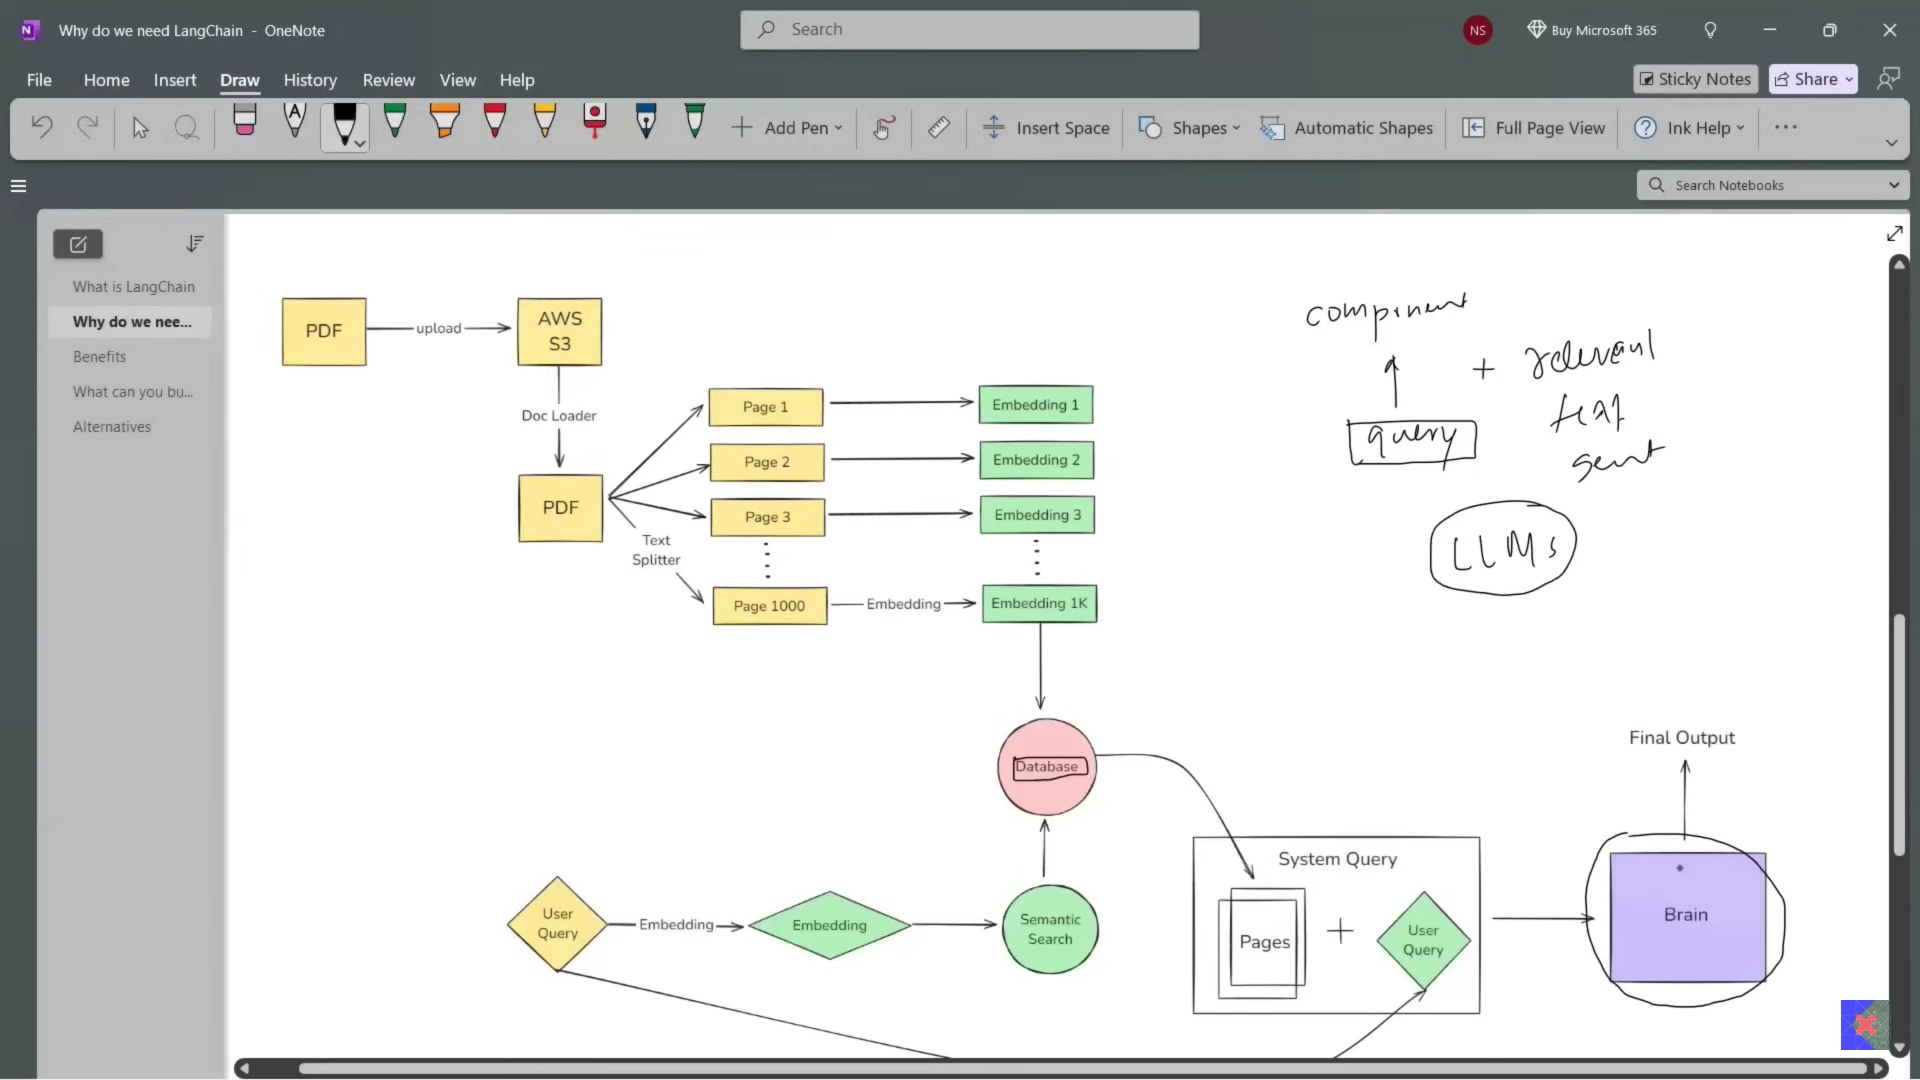 Why do we need LangChain - OneNote
Search
NS
Buy Microsoft 365
File Home Insert Draw History Review View Help
Sticky Notes
Share
Add Pen
Insert Space
Shapes
Automatic Shapes
Full Page View
Ink Help
Search Notebooks
What is LangChain
Why do we nee...
Benefits
What can you bu...
Alternatives
PDF
upload
AWS
S3
Doc Loader
PDF
Text
Splitter
Page 1
Page 2
Page 3
Page 1000
Embedding
Embedding 1
Embedding 2
Embedding 3
Embedding 1K
component
query
+ relevant
text
sent
LLMs
Database
User
Query
Embedding
Embedding
Semantic
Search
System Query
Pages
+
User
Query
Brain
Final Output